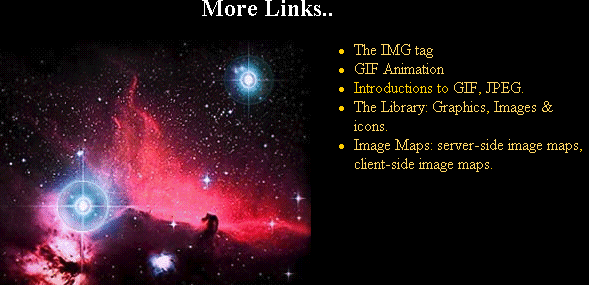 More Links..
The IMG tag
GIF Animation
Introductions to GIF, JPEG.
The Library: Graphics, Images &
icons.
Image Maps: server-side image maps,
client-side image maps.